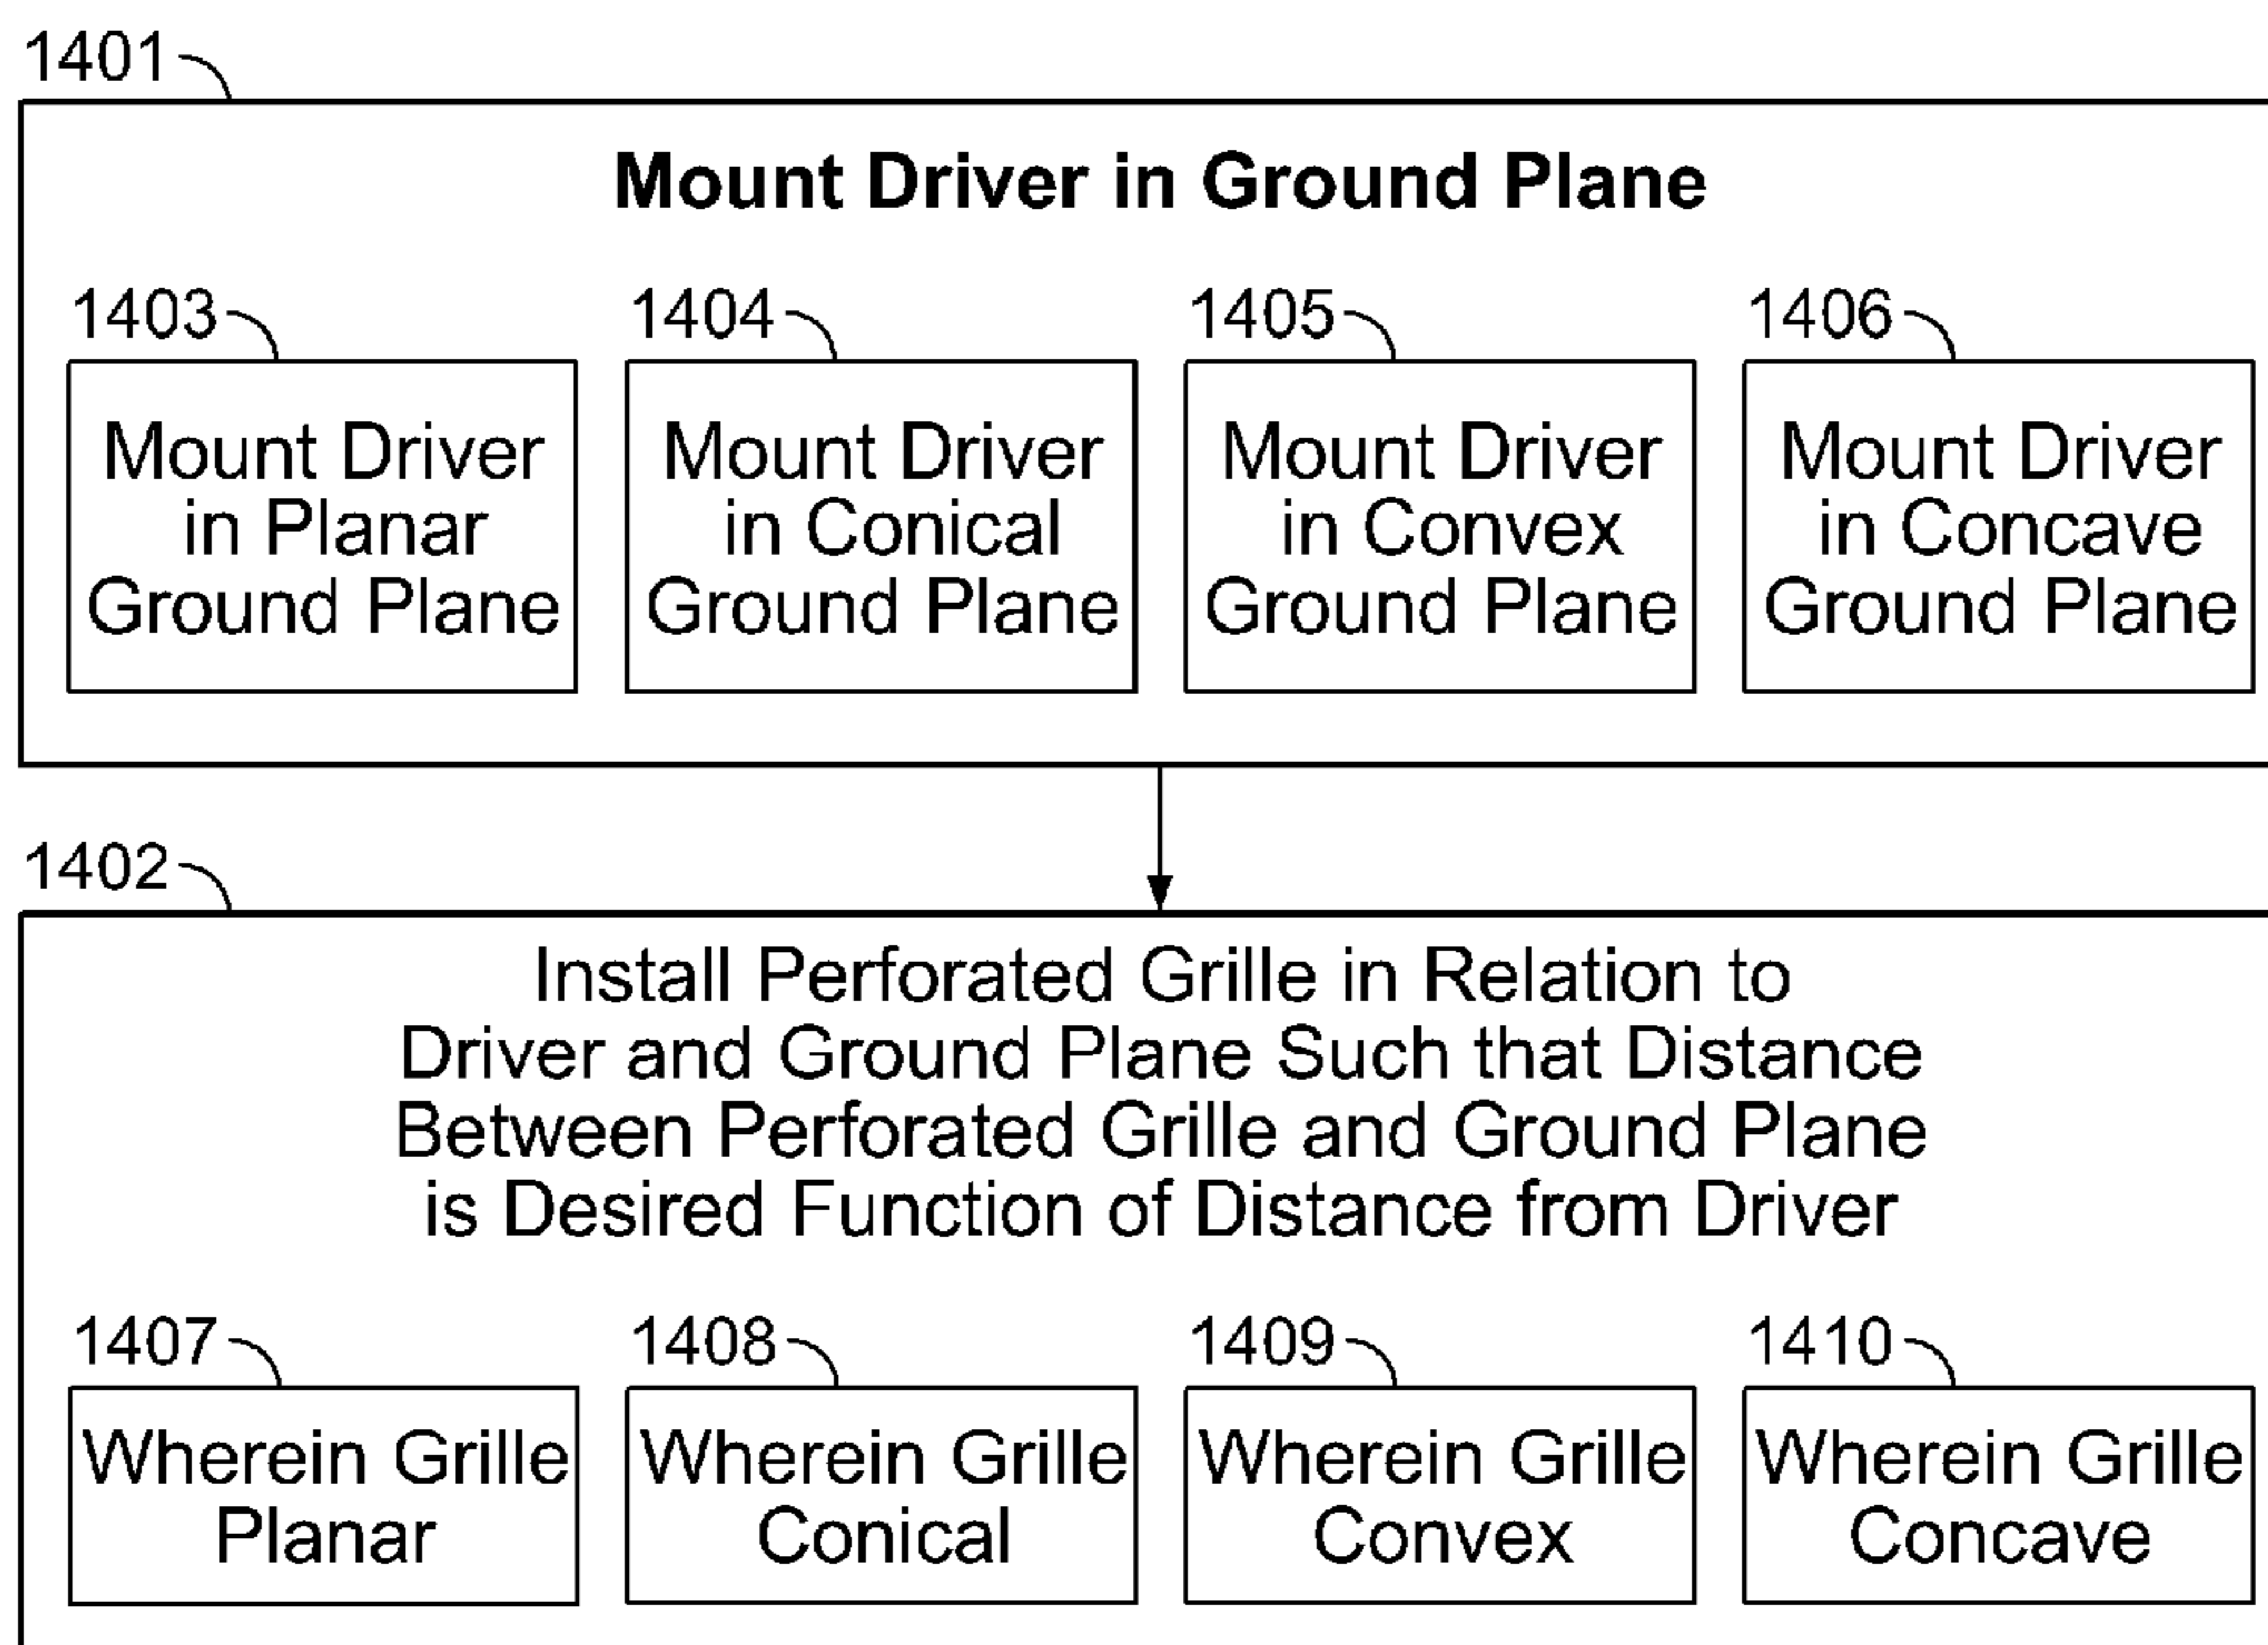 1401
Mount Driver in Ground Plane
1403
1404
1405
1406
Mount Driver
in Planar
Ground Plane
Mount Driver
in Conical
Ground Plane
Mount Driver
in Convex
Ground Plane
Mount Driver
in Concave
Ground Plane
1402
Install Perforated Grille in Relation to
Driver and Ground Plane Such that Distance
Between Perforated Grille and Ground Plane
is Desired Function of Distance from Driver
1407
1408
1409
1410
Wherein Grille
Planar
Wherein Grille
Conical
Wherein Grille
Convex
Wherein Grille
Concave